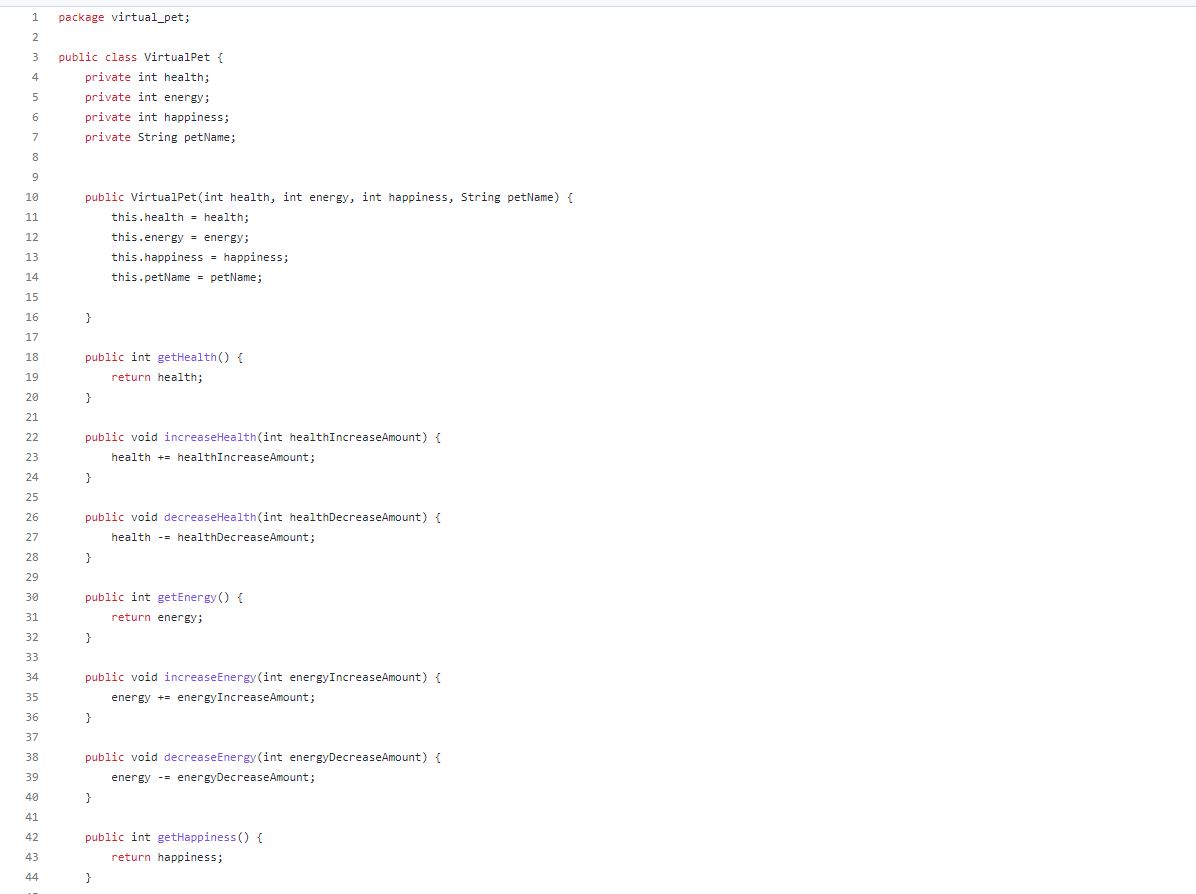 1 package virtual_pet;
2
3 public class VirtualPet {
4     private int health;
5     private int energy;
6     private int happiness;
7     private String petName;
8
9
10     public VirtualPet(int health, int energy, int happiness, String petName) {
11         this.health = health;
12         this.energy = energy;
13         this.happiness = happiness;
14         this.petName = petName;
15
16     }
17
18     public int getHealth() {
19         return health;
20     }
21
22     public void increaseHealth(int healthIncreaseAmount) {
23         health += healthIncreaseAmount;
24     }
25
26     public void decreaseHealth(int healthDecreaseAmount) {
27         health -= healthDecreaseAmount;
28     }
29
30     public int getEnergy() {
31         return energy;
32     }
33
34     public void increaseEnergy(int energyIncreaseAmount) {
35         energy += energyIncreaseAmount;
36     }
37
38     public void decreaseEnergy(int energyDecreaseAmount) {
39         energy -= energyDecreaseAmount;
40     }
41
42     public int getHappiness() {
43         return happiness;
44     }